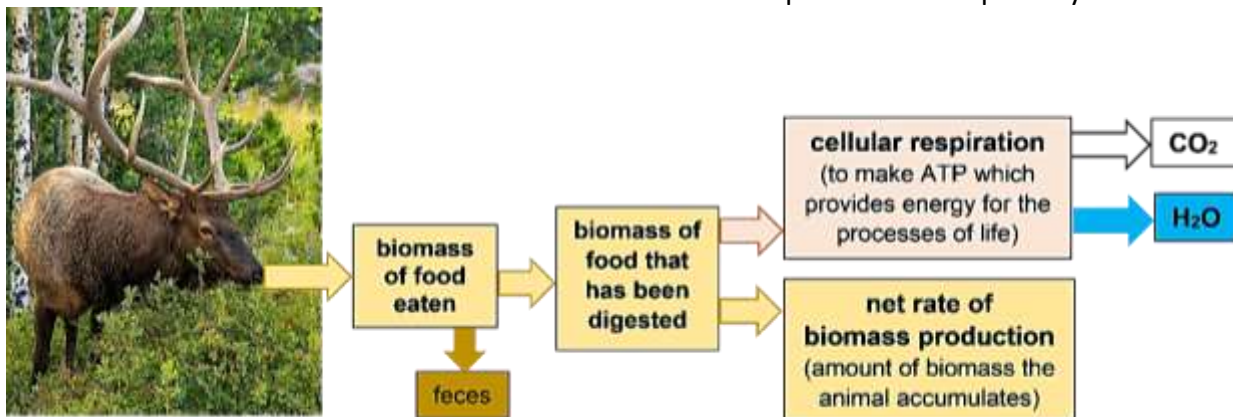 biomass
of food
eaten
feces
biomass of
food that
has been
digested
cellular respiration
(to make ATP which
provides energy for the
processes of life)
CO₂
H₂O
net rate of
biomass production
(amount of biomass the
animal accumulates)